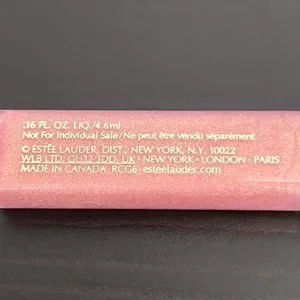 .16 FL. OZ. LIQ./4.6ml
Not For Individual Sale/Ne peut être vendu séparément
© ESTĒE LAUDER, DIST., NEW YORK, N.Y. 10022
WLB LTD. GU32 3DD, UK • NEW YORK • LONDON • PARIS
MADE IN CANADA • RCG6 • esteelauder.com